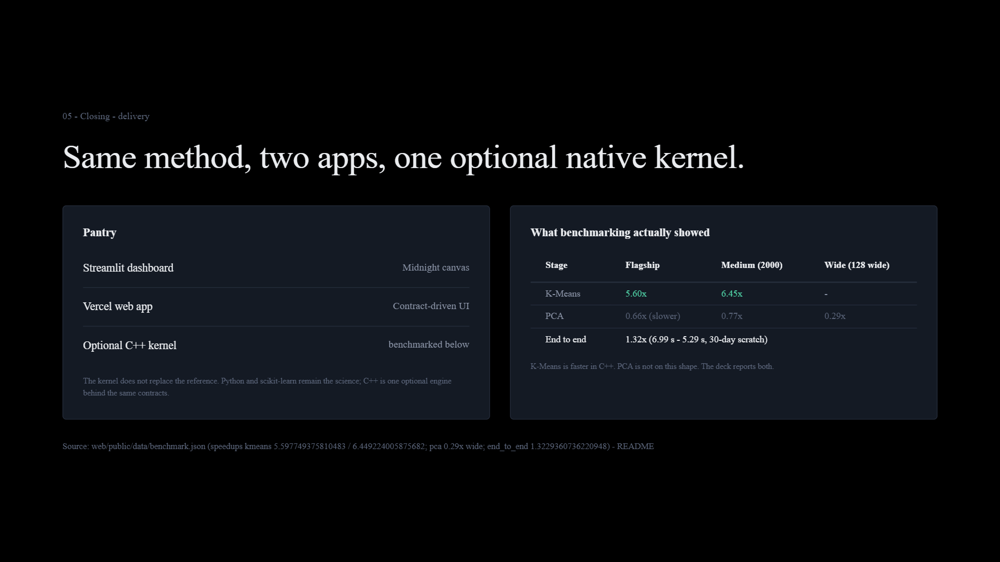 05 - Closing - delivery
Same method, two apps, one optional native kernel.
Pantry
Streamlit dashboard Midnight canvas
Vercel web app Contract-driven UI
Optional C++ kernel benchmarked below
The kernel does not replace the reference. Python and scikit-learn remain the science; C++ is one optional engine
behind the same contracts.
What benchmarking actually showed
Stage Flagship Medium (2000) Wide (128 wide)
K-Means 5.60x 6.45x -
PCA 0.66x (slower) 0.77x 0.29x
End to end 1.32x (6.99 s - 5.29 s, 30-day scratch)
K-Means is faster in C++. PCA is not on this shape. The deck reports both.
Source: web/public/data/benchmark.json (speedups kmeans 5.597749375810483 / 6.449224005875682; pca 0.29x wide; end_to_end 1.3229360736220948) - README